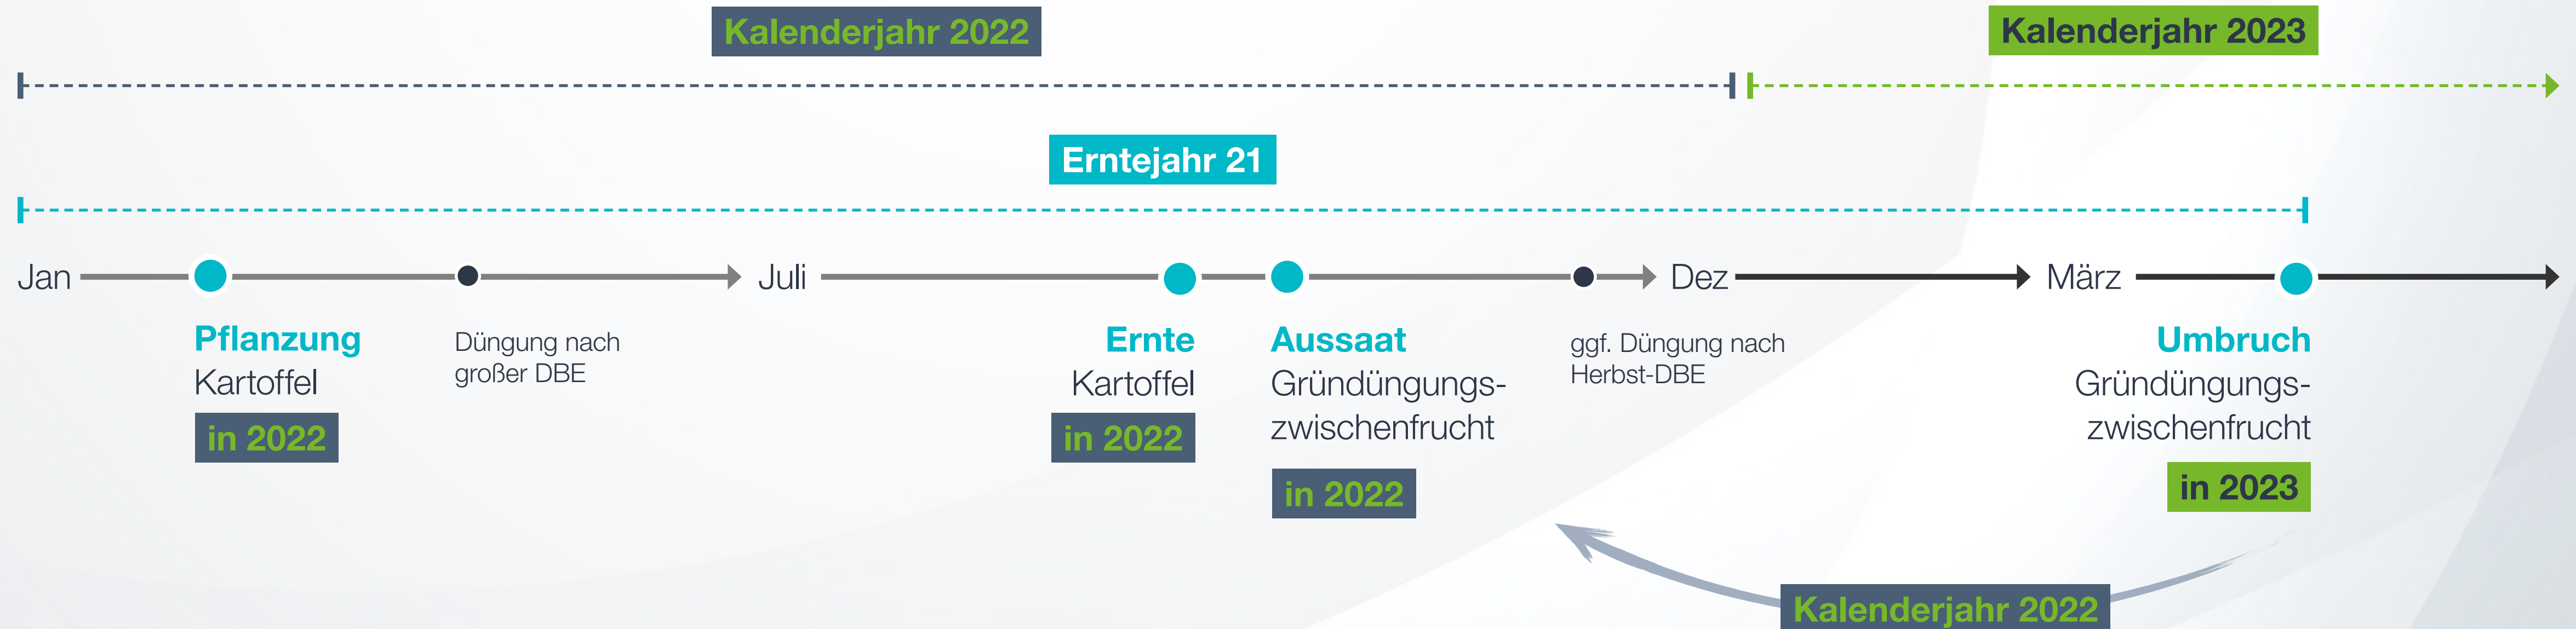 Kalenderjahr 2022
Kalenderjahr 2023
Erntejahr 21
Jan
Juli
Dez
März
Pflanzung
Kartoffel
in 2022
Düngung nach
großer DBE
Ernte
Kartoffel
in 2022
Aussaat
Gründüngungs-
zwischenfrucht
in 2022
ggf. Düngung nach
Herbst-DBE
Umbruch
Gründüngungs-
zwischenfrucht
in 2023
Kalenderjahr 2022